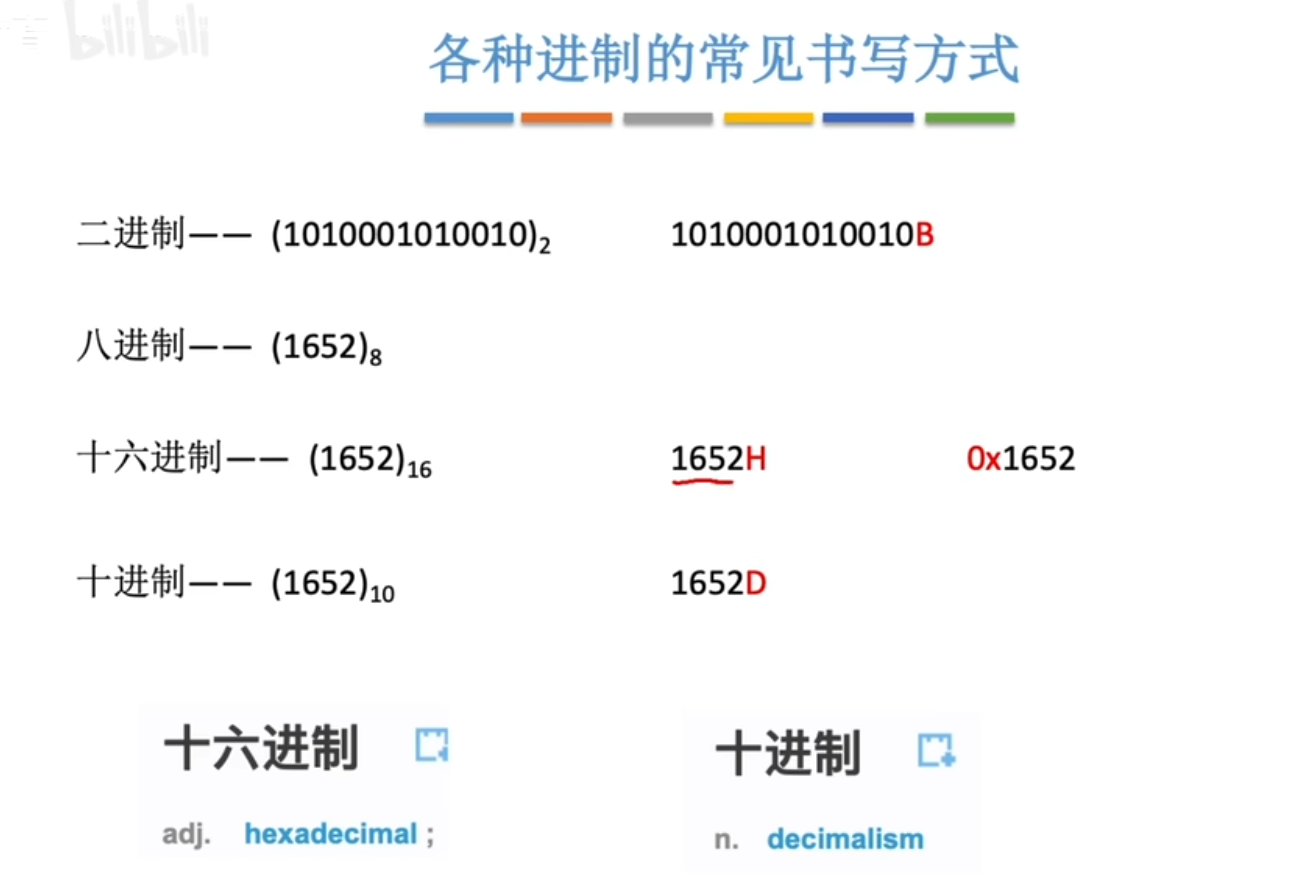 bilibili
各种进制的常见书写方式
二进制—— (1010001010010)₂ 1010001010010B
八进制—— (1652)₈
十六进制—— (1652)₁₆ 1652H 0x1652
十进制—— (1652)₁₀ 1652D
十六进制 十进制
adj. hexadecimal ; n. decimalism